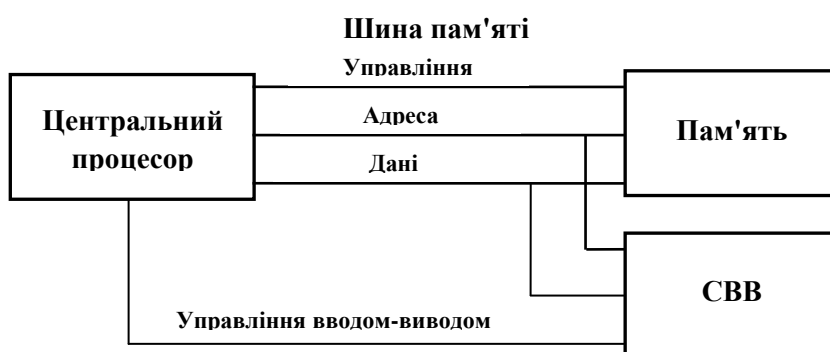 Шина пам'яті
Управління
Центральний
процесор
Адреса
Пам'ять
Дані
СВВ
Управління вводом-виводом